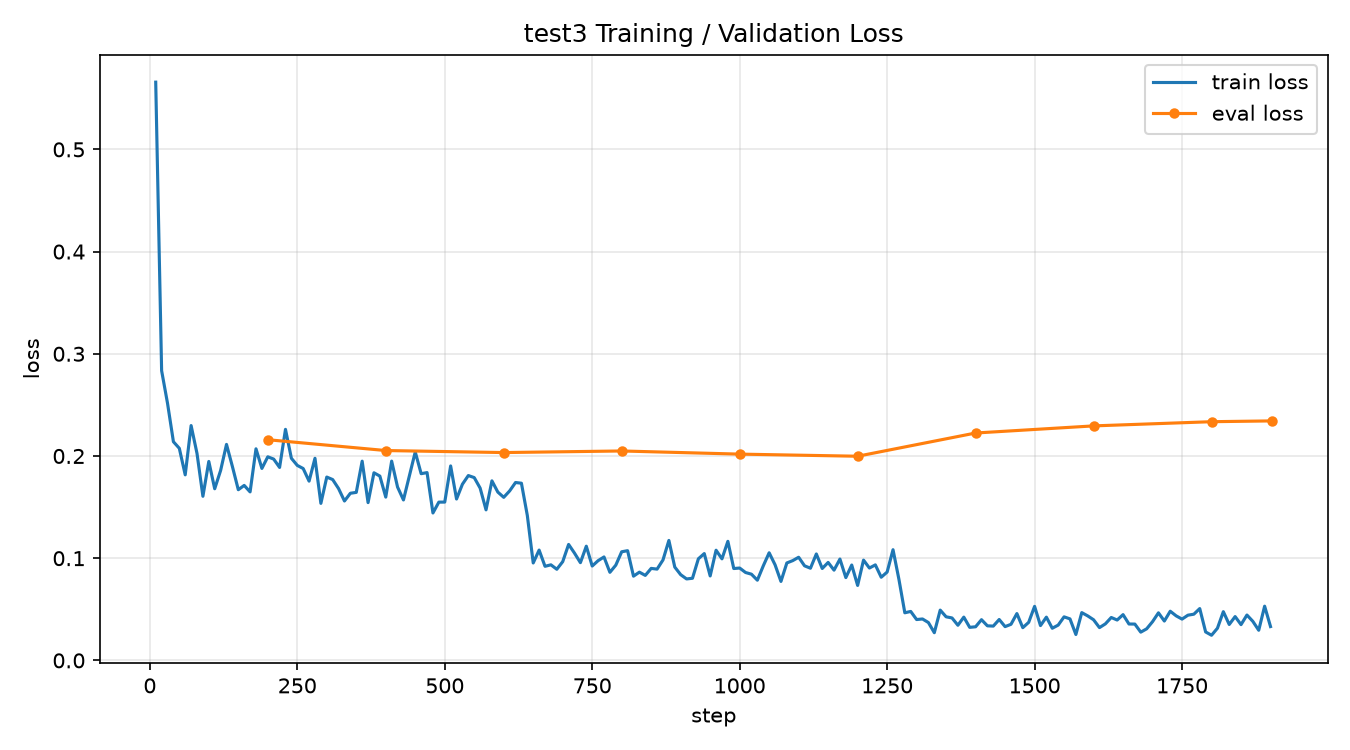 test3 Training / Validation Loss
train loss
eval loss
0.5
0.4
0.3
0.2
0.1
0.0
loss
0 250 500 750 1000 1250 1500 1750
step